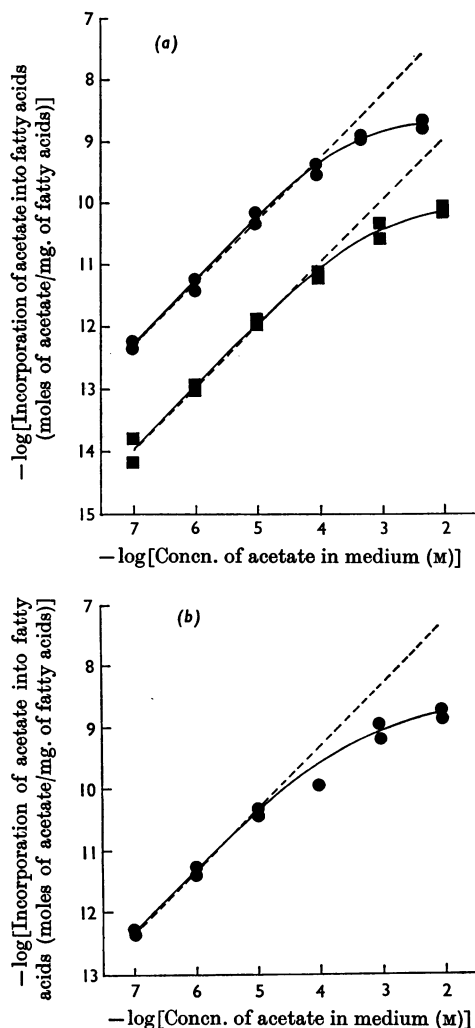 (a)
−log[Incorporation of acetate into fatty acids
(moles of acetate/mg. of fatty acids)]
7
8
9
10
11
12
13
14
15
7 6 5 4 3 2
−log[Concn. of acetate in medium (M)]
(b)
−log[Incorporation of acetate into fatty
acids (moles of acetate/mg. of fatty acids)]
7
8
9
10
11
12
13
7 6 5 4 3 2
−log[Concn. of acetate in medium (M)]